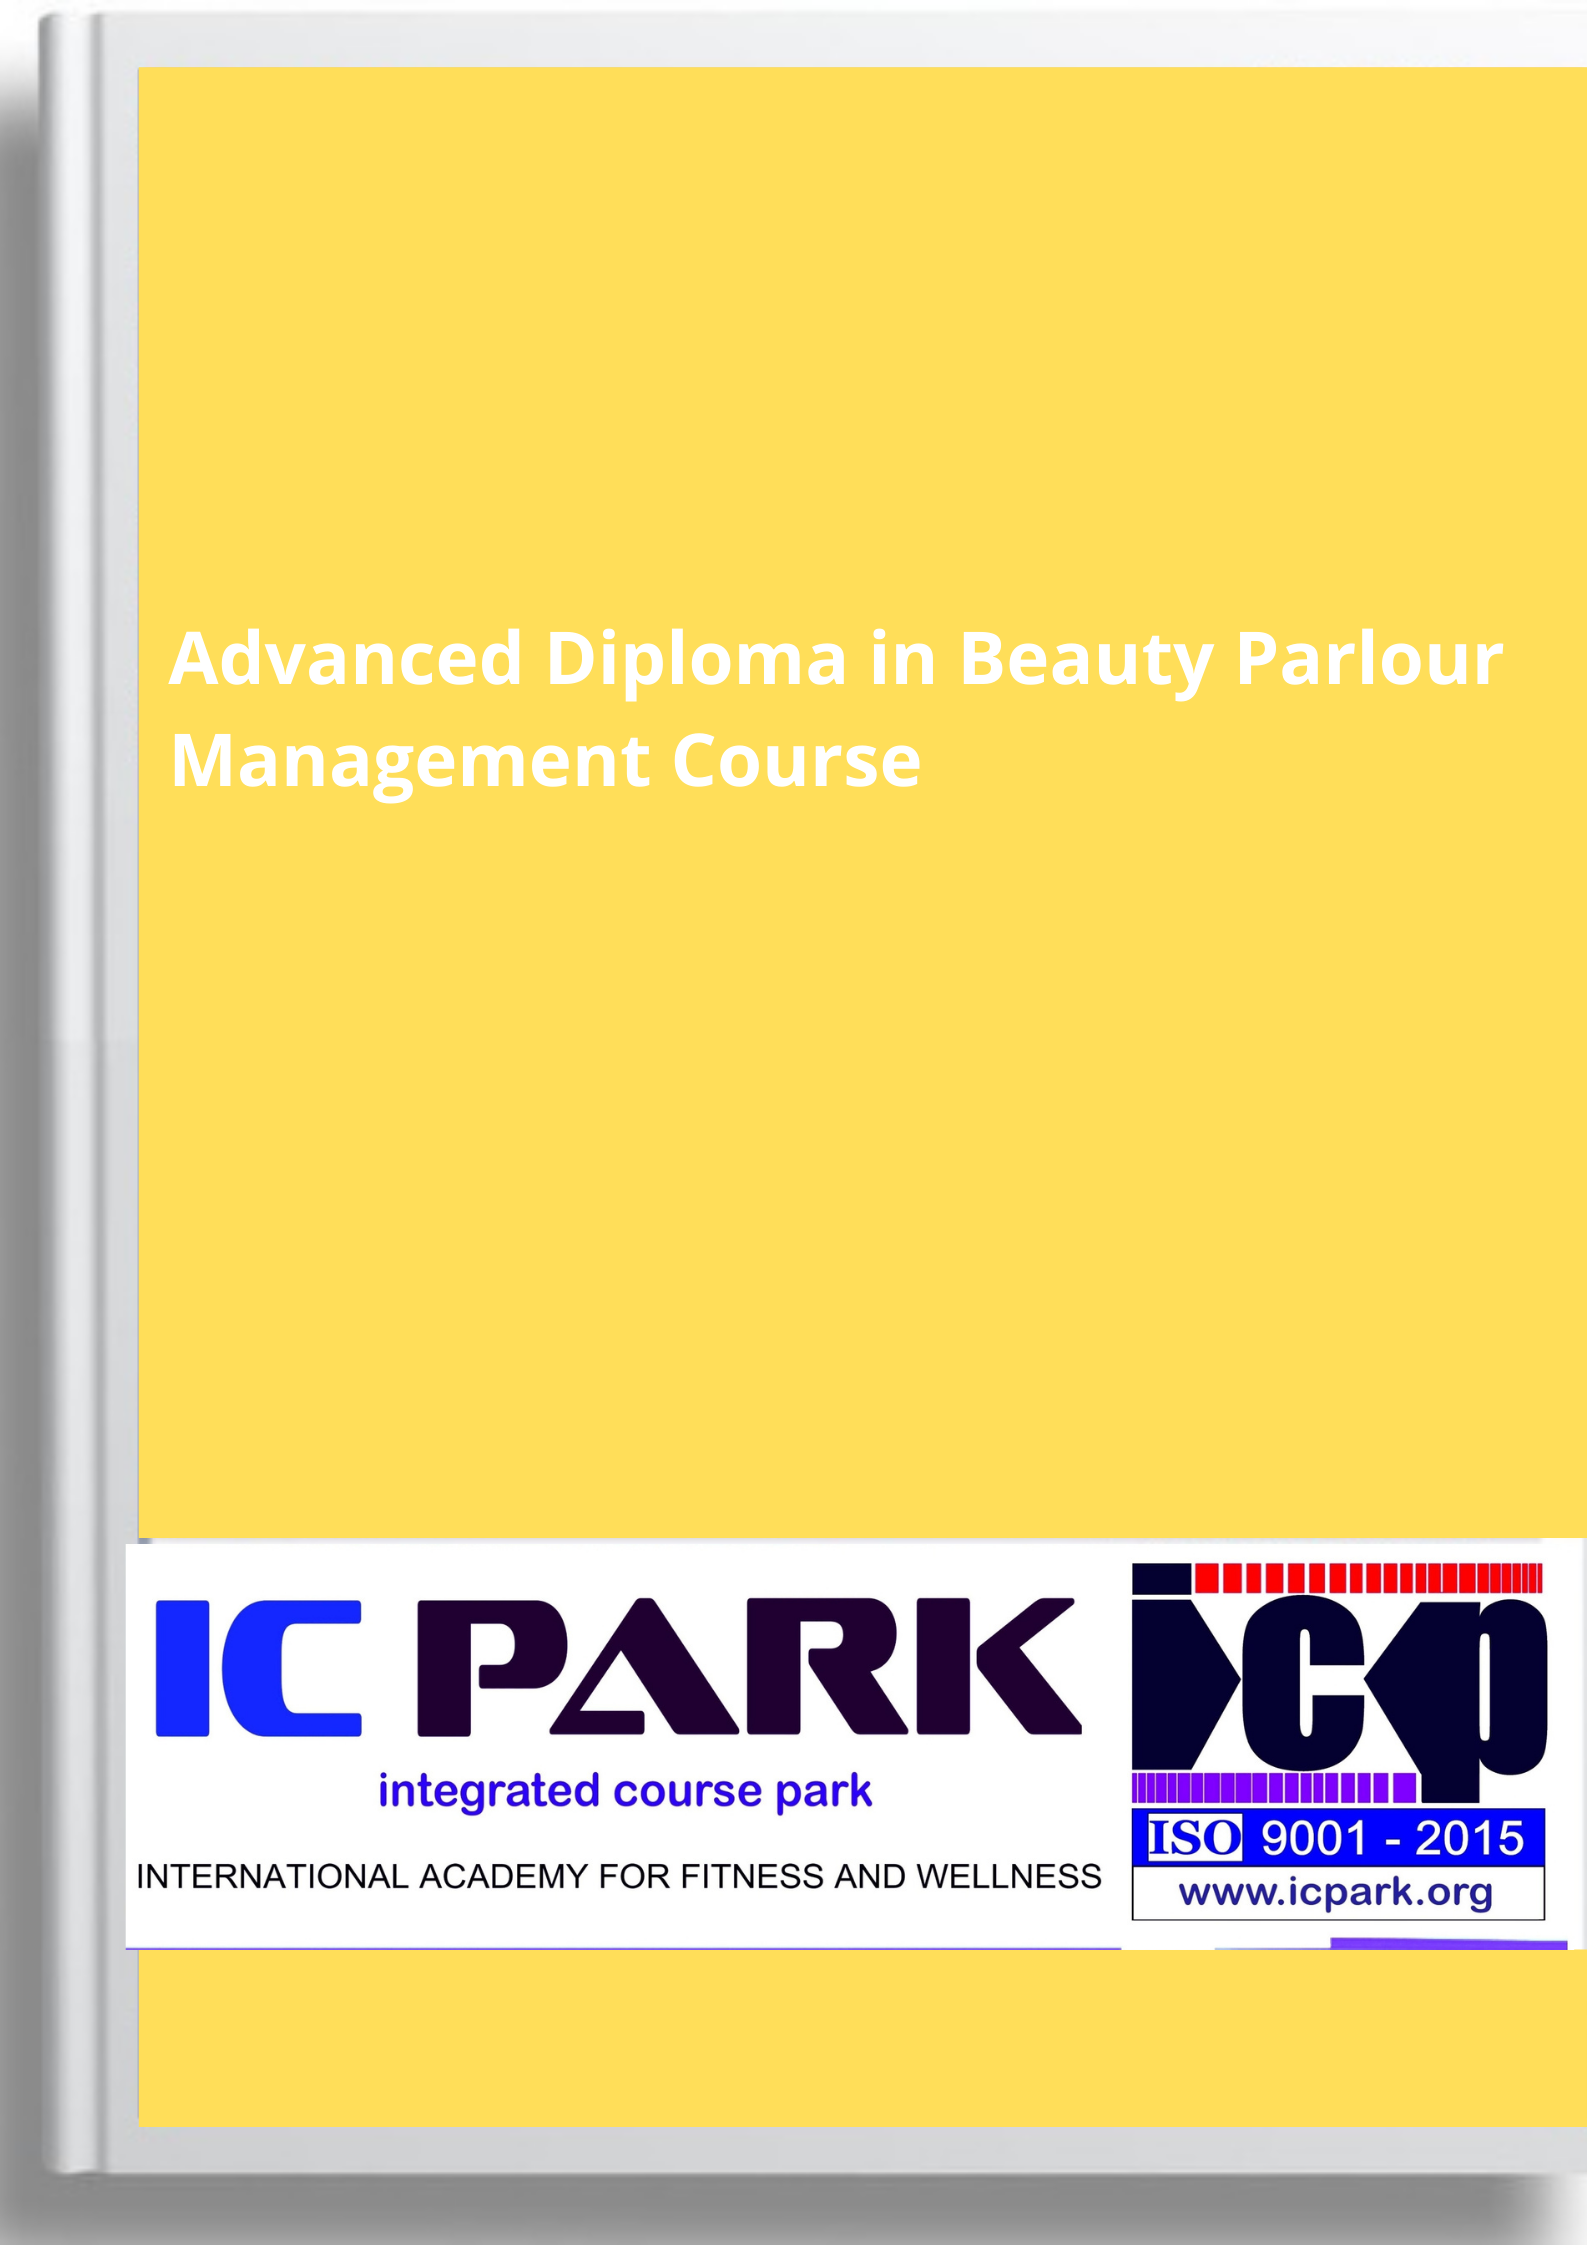 Advanced Diploma in Beauty Parlour
Management Course
IC PARK
integrated course park
INTERNATIONAL ACADEMY FOR FITNESS AND WELLNESS
icp
ISO 9001 - 2015
www.icpark.org